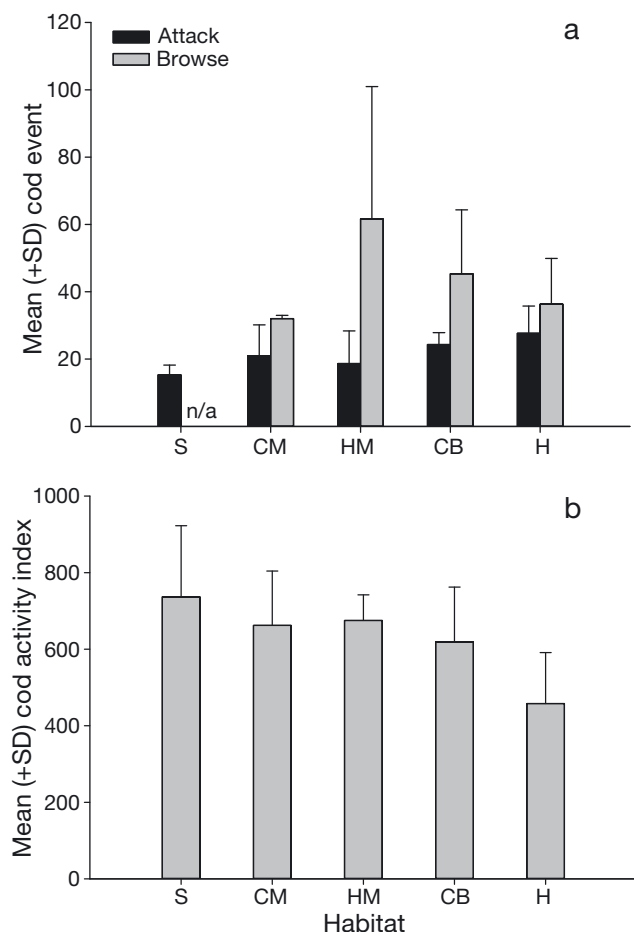 a
Attack
Browse
120
100
80
60
40
20
0
Mean (+SD) cod event
n/a
S CM HM CB H
b
1000
800
600
400
200
0
Mean (+SD) cod activity index
S CM HM CB H
Habitat